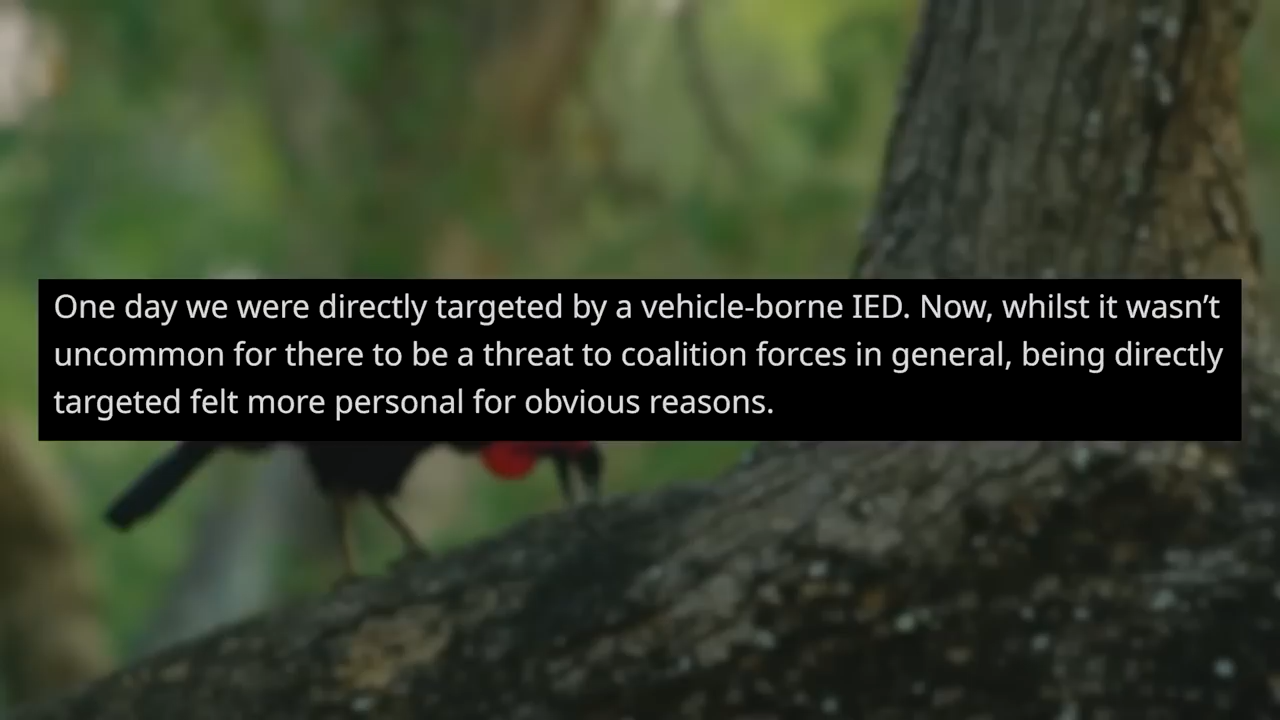 One day we were directly targeted by a vehicle-borne IED. Now, whilst it wasn’t
uncommon for there to be a threat to coalition forces in general, being directly
targeted felt more personal for obvious reasons.